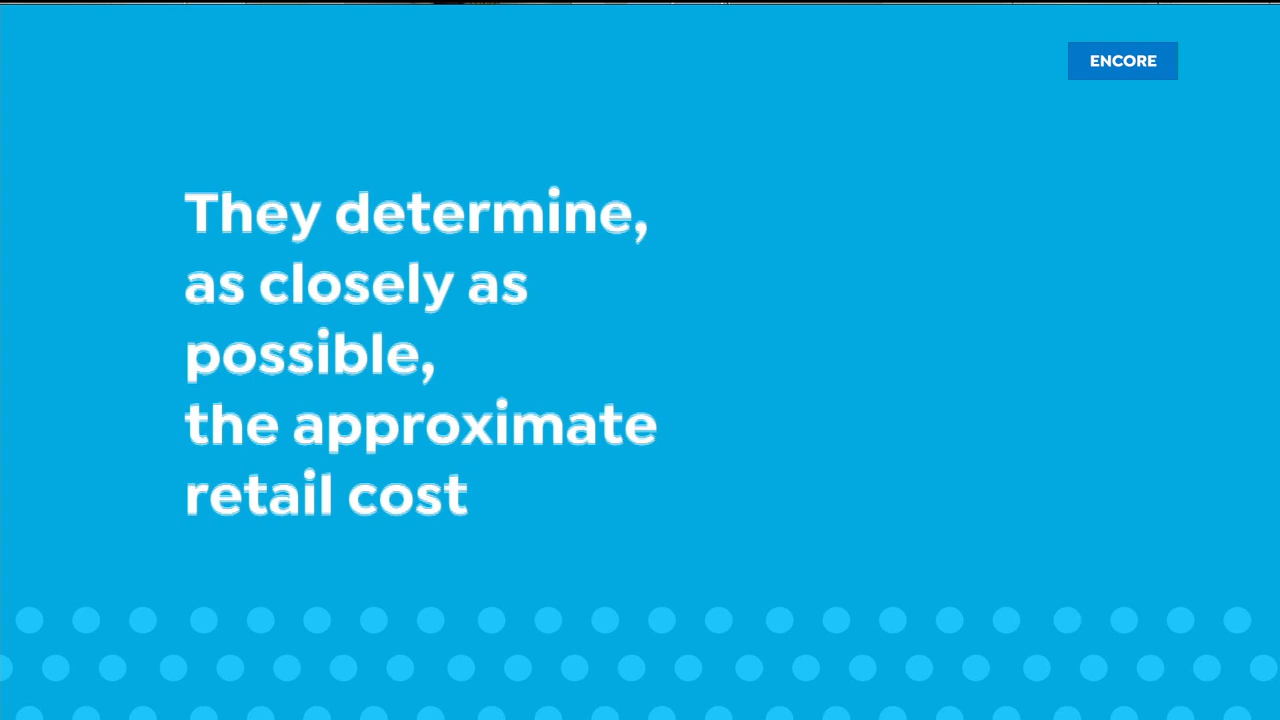 ENCORE
They determine,
as closely as
possible,
the approximate
retail cost